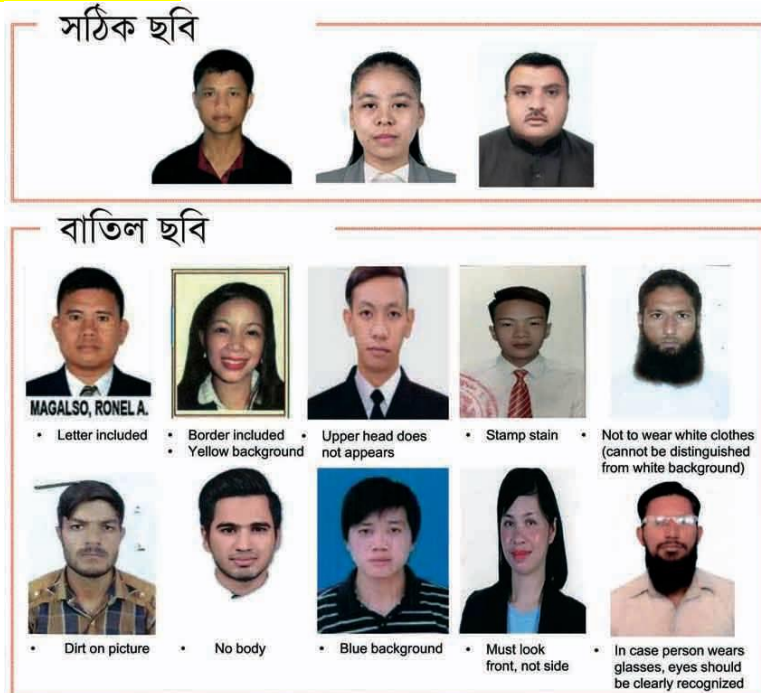 সঠিক ছবি
বাতিল ছবি
MAGALSO, RONEL A.
• Letter included
• Border included
• Yellow background
• Upper head does
not appears
• Stamp stain
• Not to wear white clothes
(cannot be distinguished
from white background)
• Dirt on picture
• No body
• Blue background
• Must look
front, not side
• In case person wears
glasses, eyes should
be clearly recognized